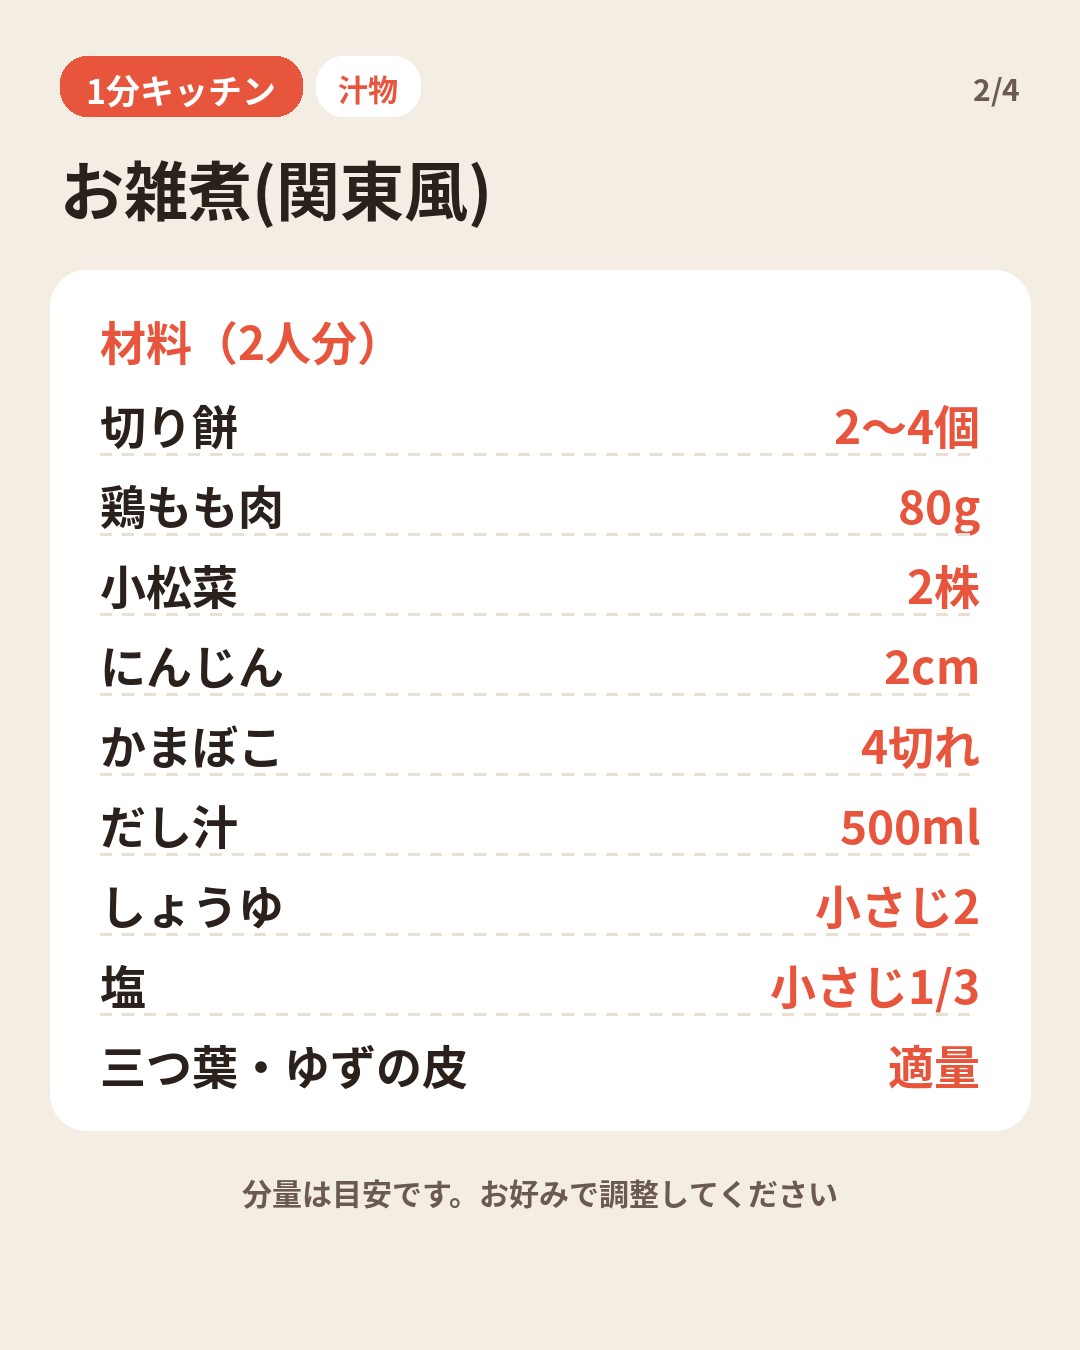 1分キッチン 汁物 2/4
お雑煮(関東風)
材料（2人分）
切り餅 2〜4個
鶏もも肉 80g
小松菜 2株
にんじん 2cm
かまぼこ 4切れ
だし汁 500ml
しょうゆ 小さじ2
塩 小さじ1/3
三つ葉・ゆずの皮 適量
分量は目安です。お好みで調整してください